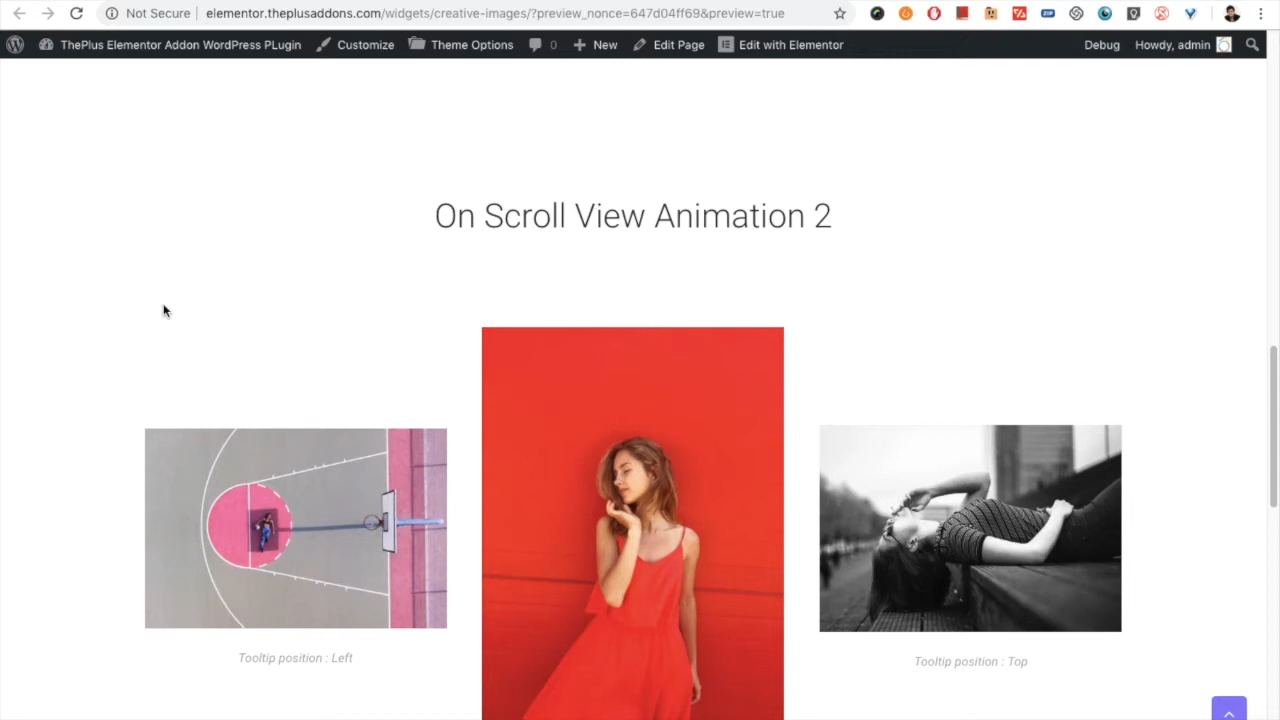 Not Secure elementor.theplusaddons.com/widgets/creative-images/?preview_nonce=647d04ff69&preview=true
ThePlus Elementor Addon WordPress PLugin Customize Theme Options 0 New Edit Page Edit with Elementor Debug Howdy, admin
On Scroll View Animation 2
Tooltip position : Left
Tooltip position : Top